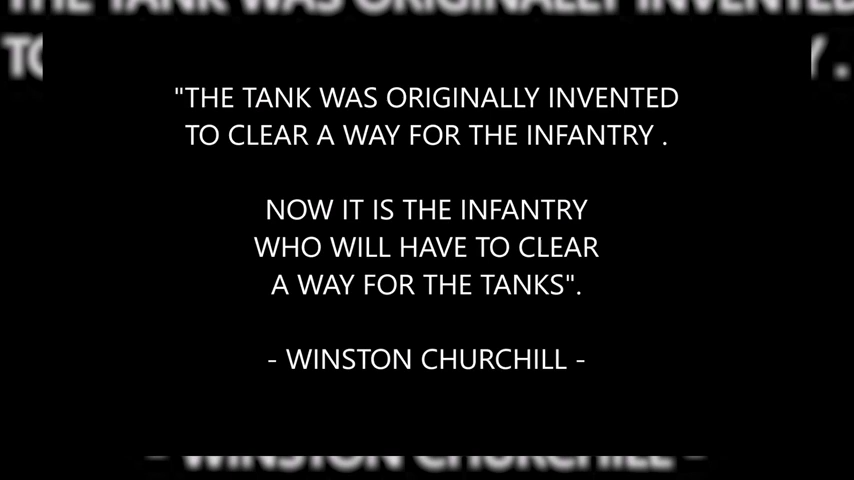 "THE TANK WAS ORIGINALLY INVENTED
TO CLEAR A WAY FOR THE INFANTRY .
NOW IT IS THE INFANTRY
WHO WILL HAVE TO CLEAR
A WAY FOR THE TANKS".
- WINSTON CHURCHILL -